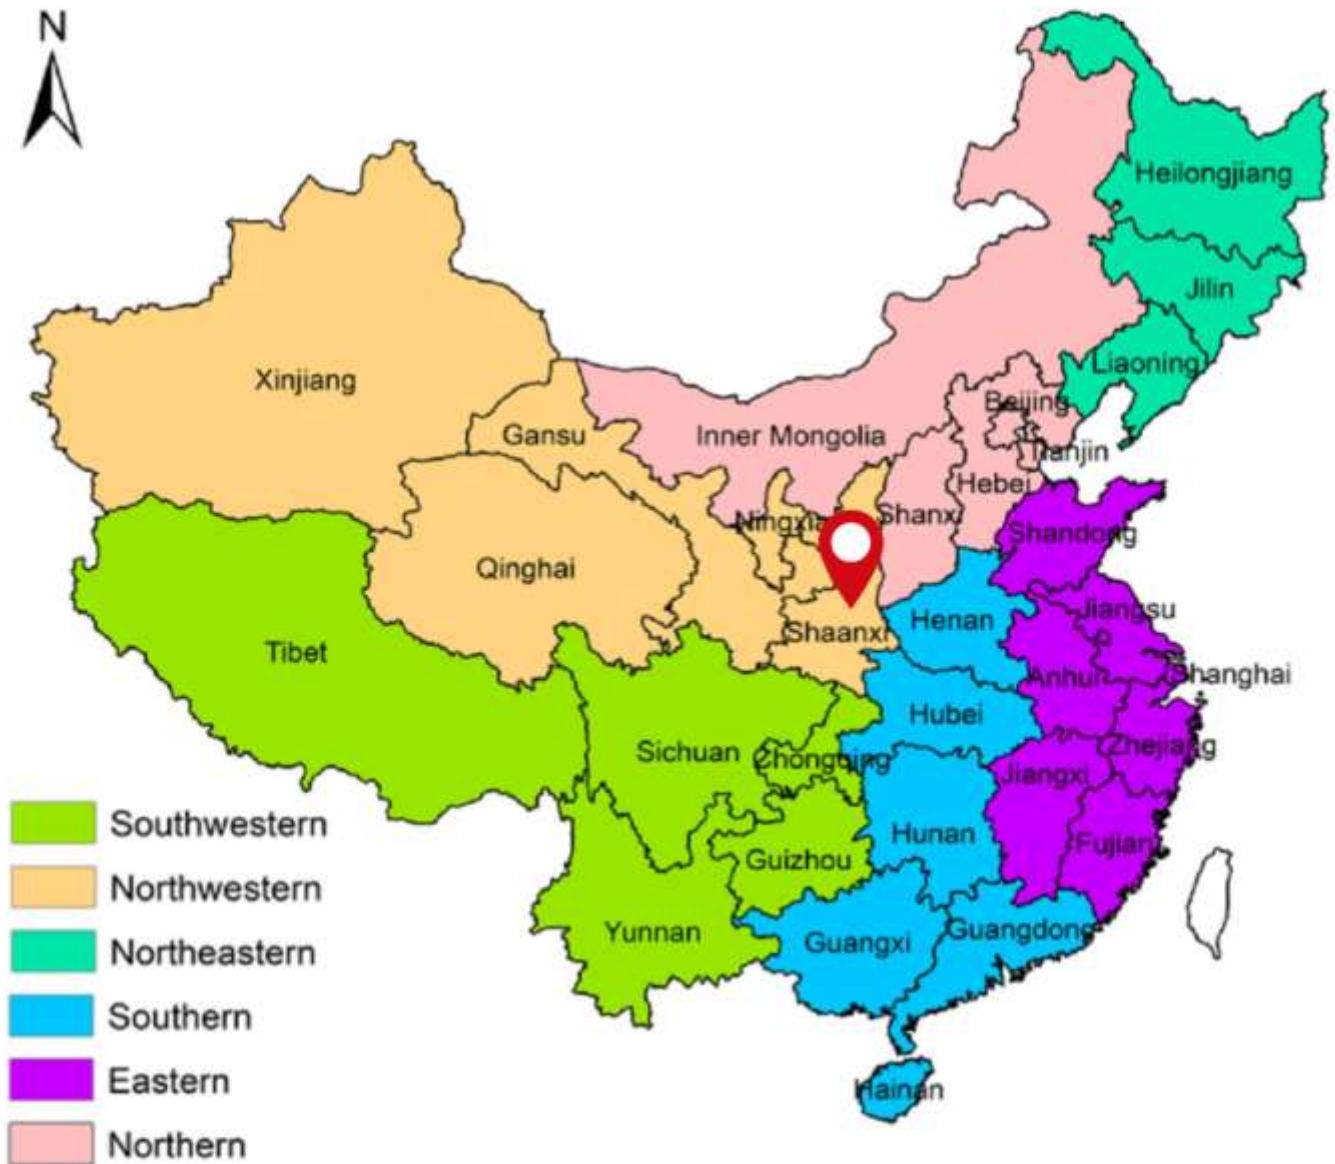 N
Heilongjiang
Jilin
Liaoning
Xinjiang
Gansu
Inner Mongolia
Beijing
Tianjin
Hebei
Ningxia
Shanxi
Shandong
Qinghai
Shaanxi
Henan
Jiangsu
Tibet
Anhui
Shanghai
Hubei
Sichuan
Chongqing
Zhejiang
Jiangxi
Hunan
Fujian
Guizhou
Yunnan
Guangxi
Guangdong
Hainan
Southwestern
Northwestern
Northeastern
Southern
Eastern
Northern